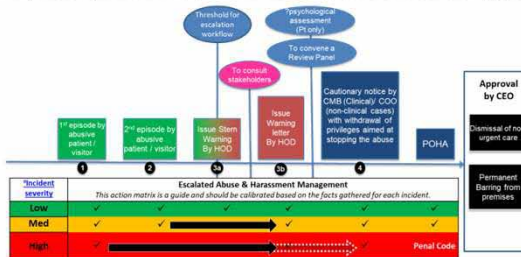 Threshold for
escalation
workflow
?psychological
assessment
(Pt only)
To convene a
Review Panel
To consult
stakeholders
1st episode by
abusive
patient /
visitor
2nd episode by
abusive
patient / visitor
Issue Stern
Warning
By HOD
Issue
Warning
letter
By HOD
Cautionary notice by
CMB (Clinical)/ COO
(non-clinical cases)
with withdrawal of
privileges aimed at
stopping the abuse
POHA
Approval
by CEO
Dismissal of non-
urgent care
Permanent
Barring from
premises
1
2
3a
3b
4
*Incident
severity
Escalated Abuse & Harassment Management
This action matrix is a guide and should be calibrated based on the facts gathered for each incident.
Low ✓ ✓ ✓ ✓ ✓ ✓
Med ✓ ✓ ✓ ✓ ✓
High ✓ ✓ Penal Code